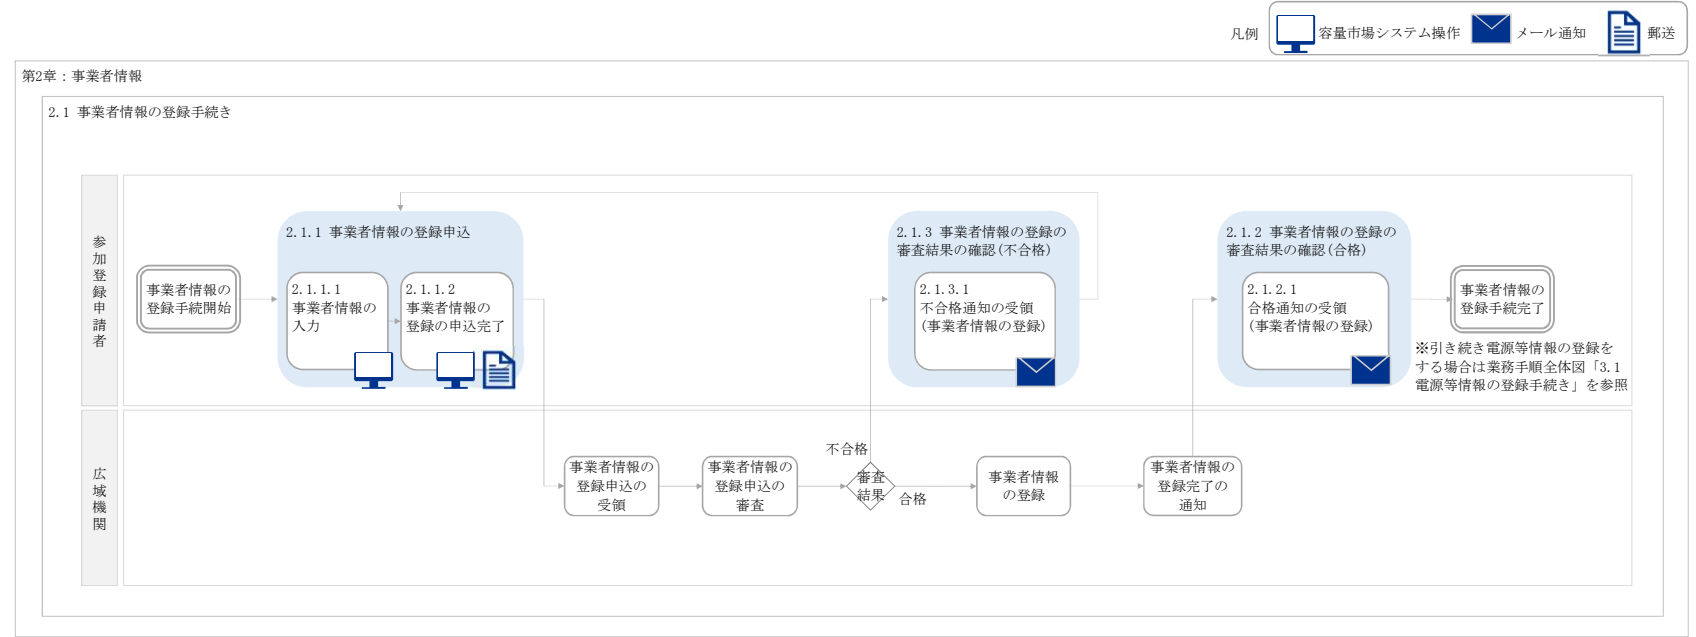 凡例
容量市場システム操作
メール通知
郵送
第2章：事業者情報
2.1 事業者情報の登録手続き
参加登録申請者
事業者情報の
登録手続開始
2.1.1 事業者情報の登録申込
2.1.1.1
事業者情報の
入力
2.1.1.2
事業者情報の
登録の申込完了
2.1.3 事業者情報の登録の
審査結果の確認(不合格)
2.1.3.1
不合格通知の受領
(事業者情報の登録)
2.1.2 事業者情報の登録の
審査結果の確認(合格)
2.1.2.1
合格通知の受領
(事業者情報の登録)
事業者情報の
登録手続完了
※引き続き電源等情報の登録を
する場合は業務手順全体図「3.1
電源等情報の登録手続き」を参照
広域機関
事業者情報の
登録申込の
受領
事業者情報の
登録申込の
審査
不合格
審査
結果
合格
事業者情報
の登録
事業者情報の
登録完了の
通知